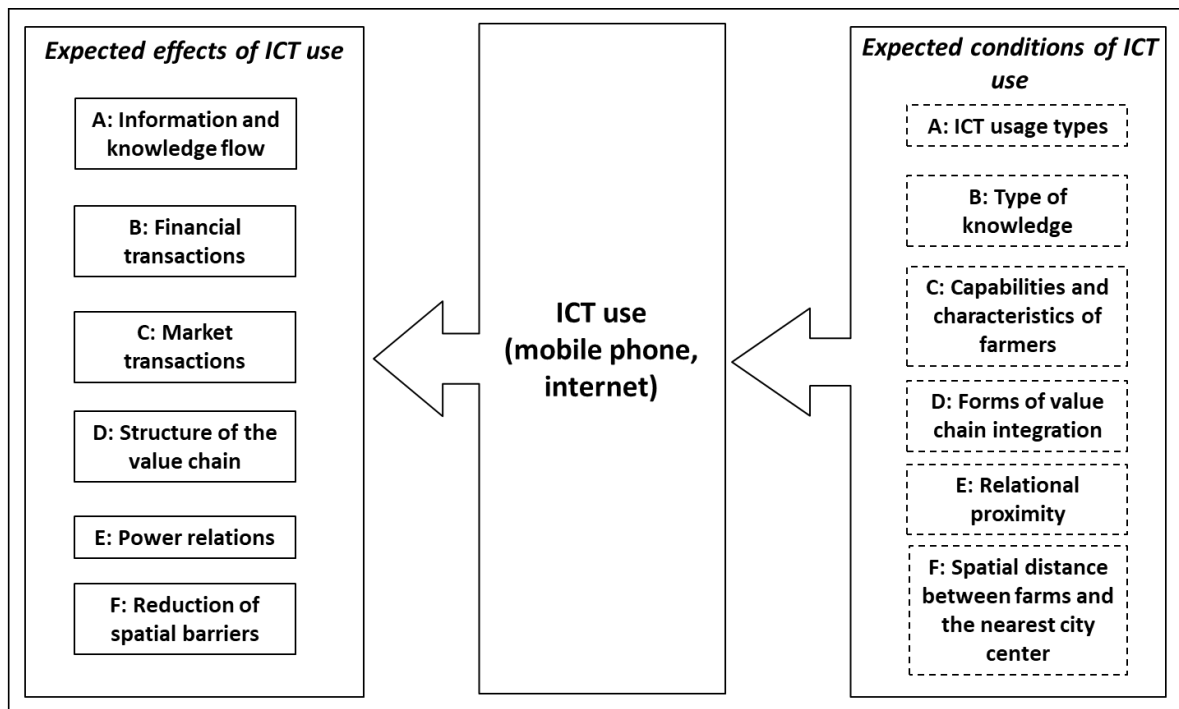 Expected effects of ICT use
A: Information and
knowledge flow
B: Financial
transactions
C: Market
transactions
D: Structure of the
value chain
E: Power relations
F: Reduction of
spatial barriers
ICT use
(mobile phone,
internet)
Expected conditions of ICT
use
A: ICT usage types
B: Type of
knowledge
C: Capabilities and
characteristics of
farmers
D: Forms of value
chain integration
E: Relational
proximity
F: Spatial distance
between farms and
the nearest city
center